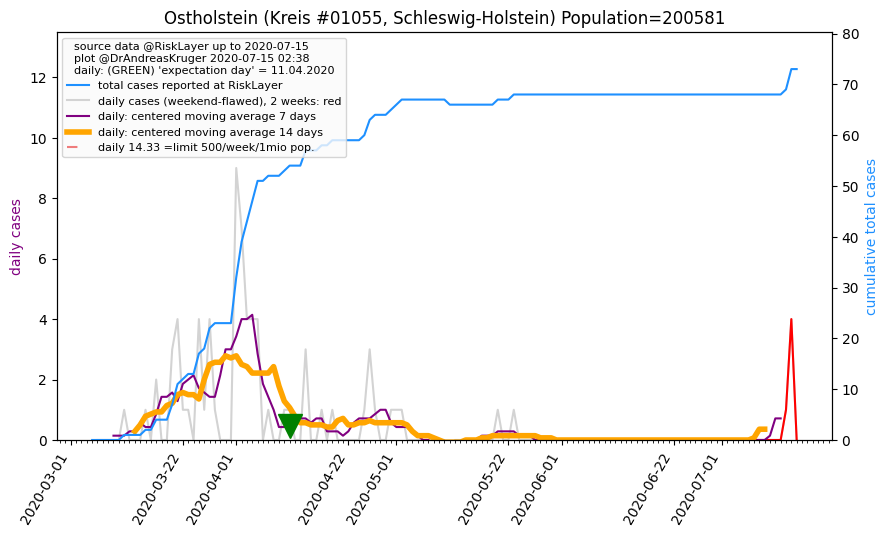 Ostholstein (Kreis #01055, Schleswig-Holstein) Population=200581
source data @RiskLayer up to 2020-07-15
plot @DrAndreasKruger 2020-07-15 02:38
daily: (GREEN) 'expectation day' = 11.04.2020
total cases reported at RiskLayer
daily cases (weekend-flawed), 2 weeks: red
daily: centered moving average 7 days
daily: centered moving average 14 days
daily 14.33 =limit 500/week/1mio pop.
daily cases
0
2
4
6
8
10
12
cumulative total cases
0
10
20
30
40
50
60
70
80
2020-03-01
2020-03-22
2020-04-01
2020-04-22
2020-05-01
2020-05-22
2020-06-01
2020-06-22
2020-07-01